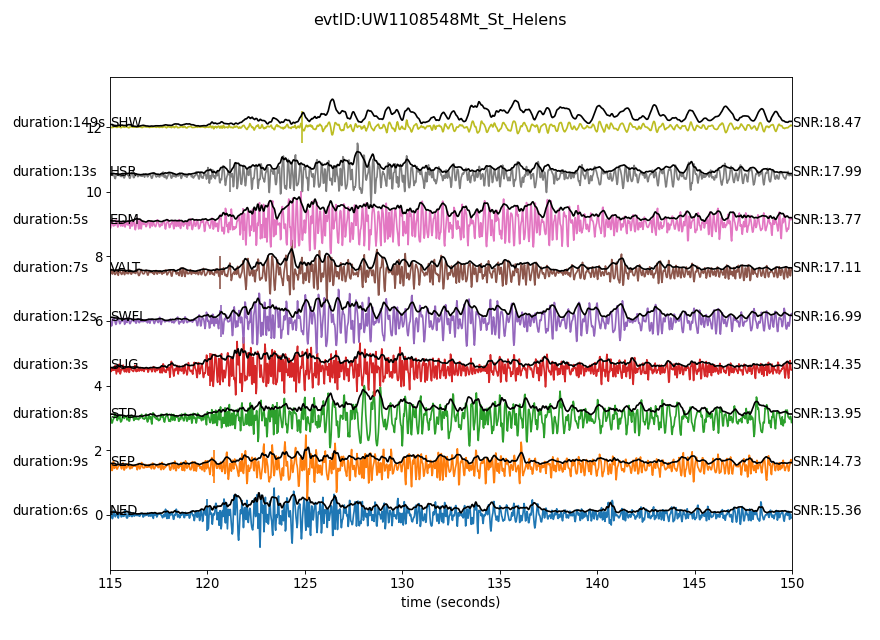 evtID:UW1108548Mt_St_Helens
duration:149s SHW SNR:18.47
12
duration:13s HSR SNR:17.99
10
duration:5s EDM SNR:13.77
8
duration:7s VALT SNR:17.11
duration:12s SWFL SNR:16.99
6
duration:3s SUG SNR:14.35
4
duration:8s STD SNR:13.95
2
duration:9s SEP SNR:14.73
duration:6s NED SNR:15.36
0
115 120 125 130 135 140 145 150
time (seconds)